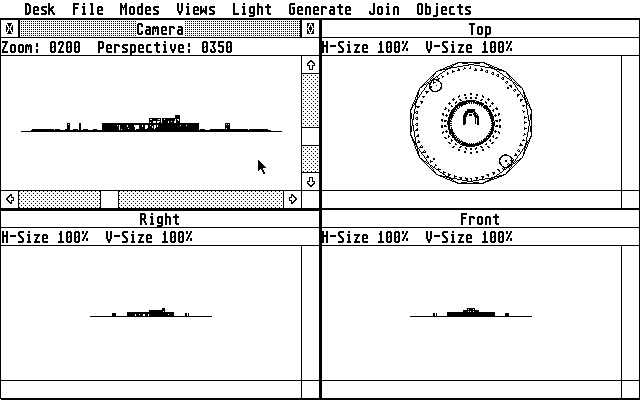 Desk File Modes Views Light Generate Join Objects
Camera
Zoom: 0200 Perspective: 0350
Top
H-Size 100% V-Size 100%
Right
H-Size 100% V-Size 100%
Front
H-Size 100% V-Size 100%